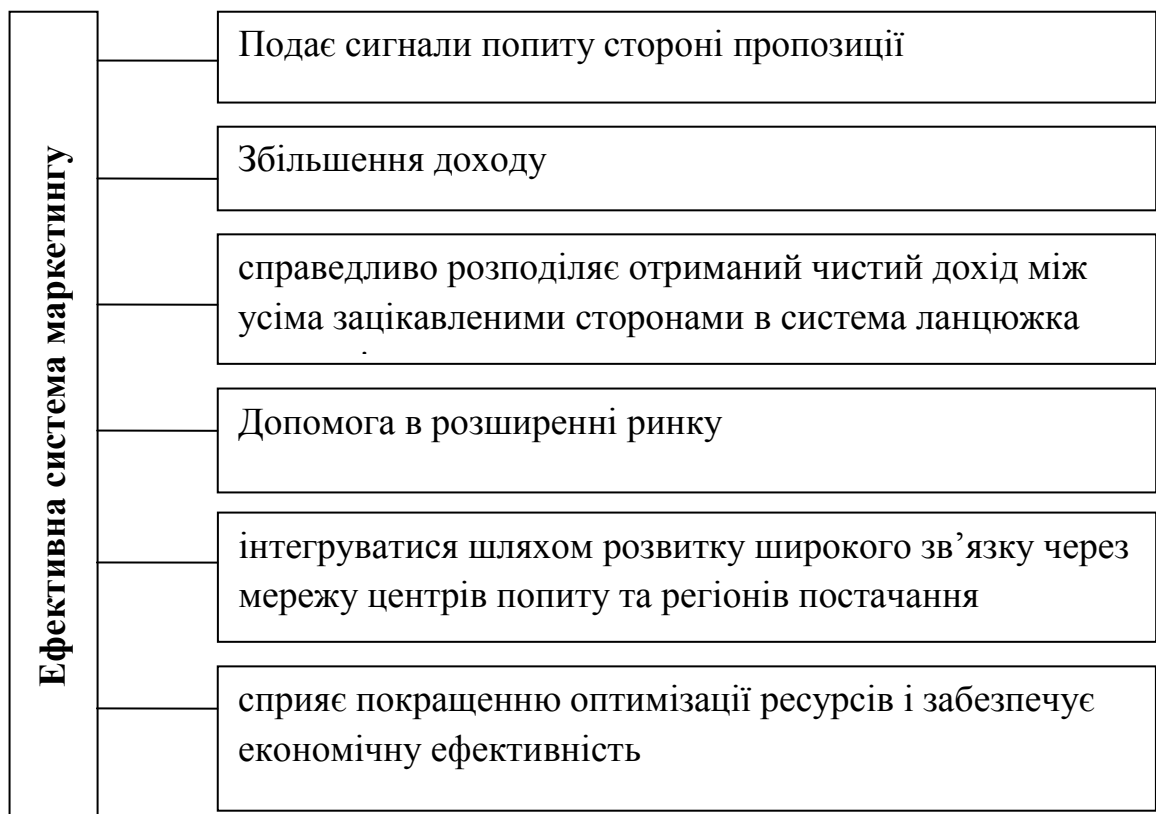 Ефективна система маркетингу
Подає сигнали попиту стороні пропозиції
Збільшення доходу
справедливо розподіляє отриманий чистий дохід між
усіма зацікавленими сторонами в система ланцюжка
Допомога в розширенні ринку
інтегруватися шляхом розвитку широкого зв’язку через
мережу центрів попиту та регіонів постачання
сприяє покращенню оптимізації ресурсів і забезпечує
економічну ефективність